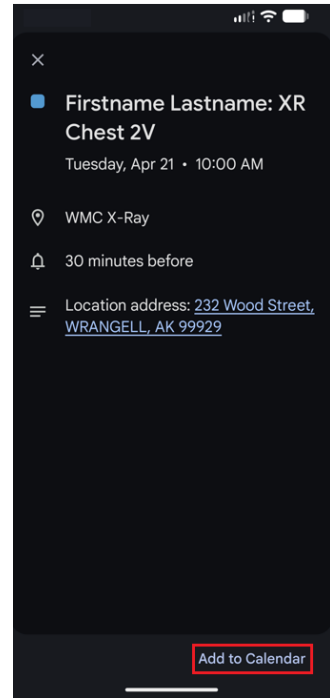 Firstname Lastname: XR
Chest 2V
Tuesday, Apr 21 • 10:00 AM
WMC X-Ray
30 minutes before
Location address: 232 Wood Street,
WRANGELL, AK 99929
Add to Calendar